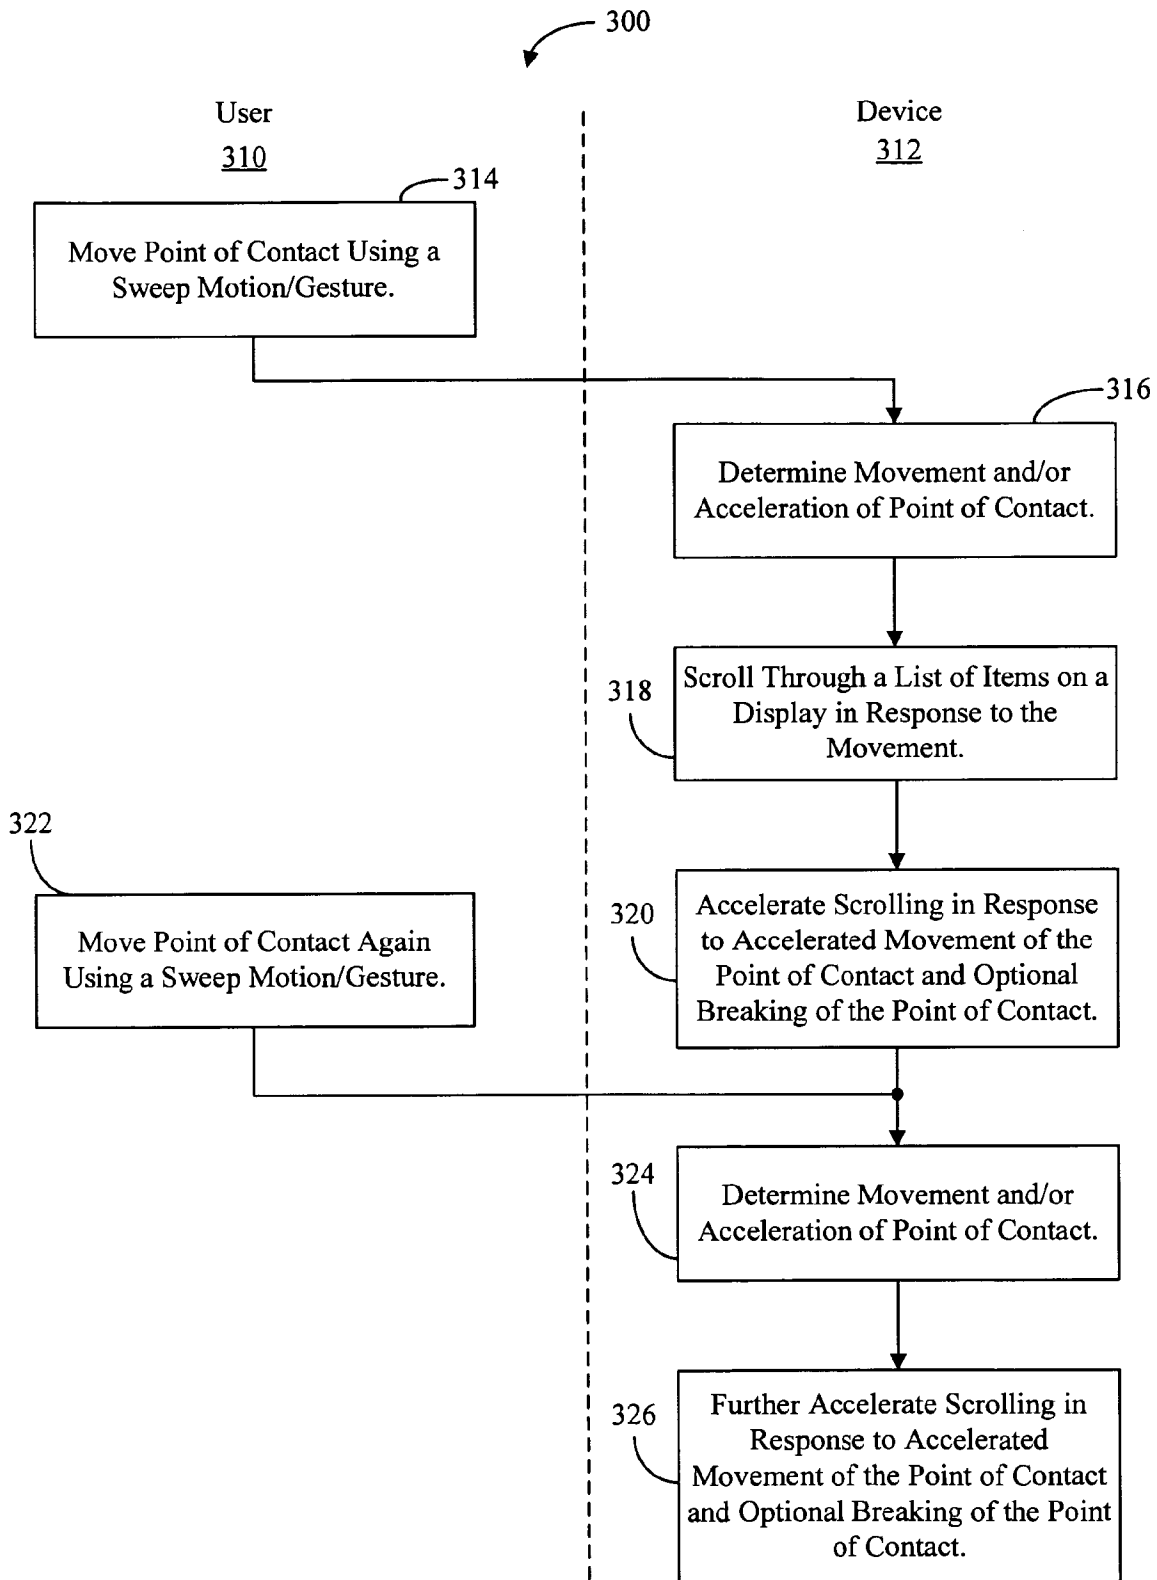 300
User
310
Device
312
314
Move Point of Contact Using a
Sweep Motion/Gesture.
316
Determine Movement and/or
Acceleration of Point of Contact.
318
Scroll Through a List of Items on a
Display in Response to the
Movement.
322
Move Point of Contact Again
Using a Sweep Motion/Gesture.
320
Accelerate Scrolling in Response
to Accelerated Movement of the
Point of Contact and Optional
Breaking of the Point of Contact.
324
Determine Movement and/or
Acceleration of Point of Contact.
326
Further Accelerate Scrolling in
Response to Accelerated
Movement of the Point of Contact
and Optional Breaking of the Point
of Contact.